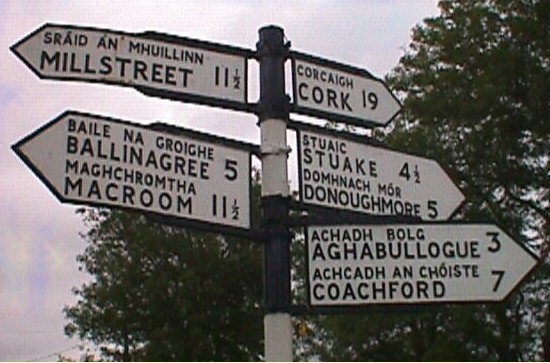 SRÁID AN MHUILLINN
MILLSTREET 11½
CORCAIGH
CORK 19
BAILE NA GROIGHE
BALLINAGREE 5
MAGHCHROMTHA
MACROOM 11½
STUAIC
STUAKE 4½
DOMHNACH MÓR
DONOUGHMORE 5
ACHADH BOLG
AGHABULLOGUE 3
ACHCADH AN CHÓISTE
COACHFORD 7